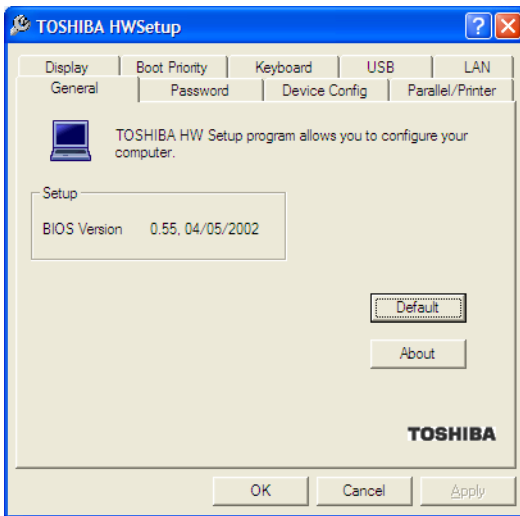 TOSHIBA HWSetup
Display Boot Priority Keyboard USB LAN
General Password Device Config Parallel/Printer
TOSHIBA HW Setup program allows you to configure your
computer.
Setup
BIOS Version 0.55, 04/05/2002
Default
About
TOSHIBA
OK Cancel Apply